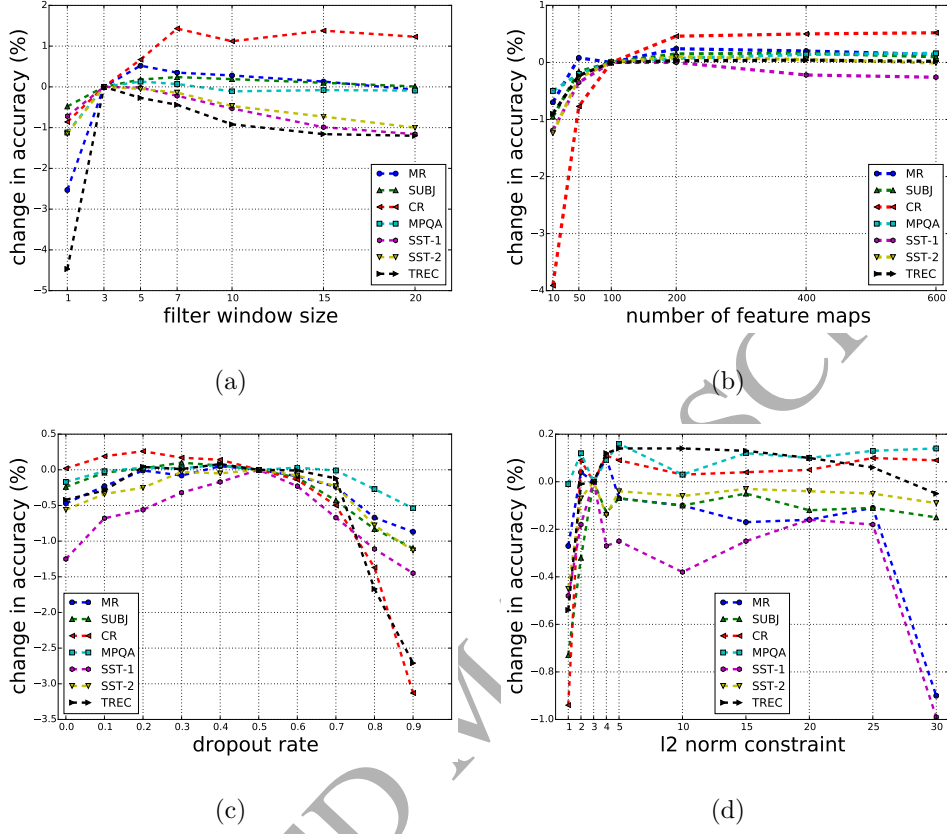 2
1
0
−1
−2
−3
−4
−5
change in accuracy (%)
1 3 5 7 10 15 20
filter window size
MR
SUBJ
CR
MPQA
SST-1
SST-2
TREC
(a)
1
0
−1
−2
−3
−4
change in accuracy (%)
10 50 100 200 400 600
number of feature maps
MR
SUBJ
CR
MPQA
SST-1
SST-2
TREC
(b)
0.5
0.0
−0.5
−1.0
−1.5
−2.0
−2.5
−3.0
−3.5
change in accuracy (%)
0.0 0.1 0.2 0.3 0.4 0.5 0.6 0.7 0.8 0.9
dropout rate
MR
SUBJ
CR
MPQA
SST-1
SST-2
TREC
(c)
0.2
0.0
−0.2
−0.4
−0.6
−0.8
−1.0
change in accuracy (%)
1 2 3 4 5 10 15 20 25 30
l2 norm constraint
MR
SUBJ
CR
MPQA
SST-1
SST-2
TREC
(d)